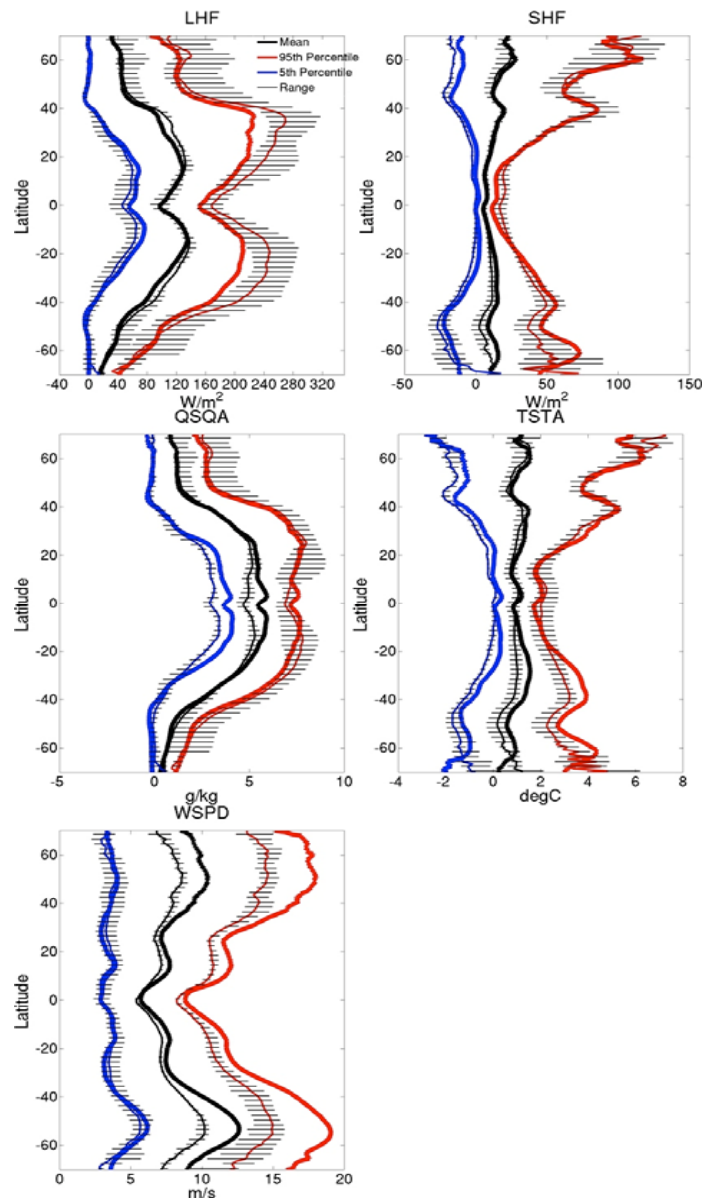 LHF
Mean
95th Percentile
5th Percentile
Range
60
40
20
0
-20
-40
-60
Latitude
-40 0 40 80 120 160 200 240 280 320
W/m²
SHF
60
40
20
0
-20
-40
-60
Latitude
-50 0 50 100 150
W/m²
QSQA
60
40
20
0
-20
-40
-60
Latitude
-5 0 5 10
g/kg
TSTA
60
40
20
0
-20
-40
-60
Latitude
-4 -2 0 2 4 6 8
degC
WSPD
60
40
20
0
-20
-40
-60
Latitude
0 5 10 15 20
m/s